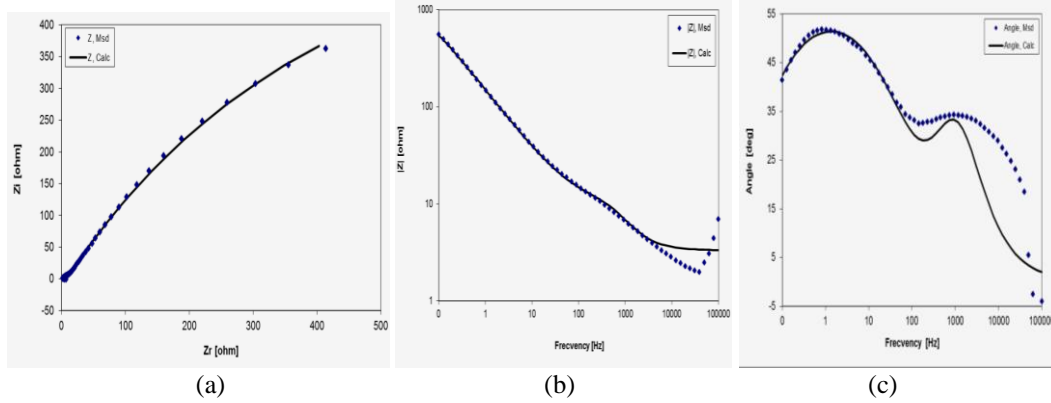 400
350
300
250
200
150
100
50
0
-50
Zi [ohm]
Z, Msd
Z, Calc
0 100 200 300 400 500
Zr [ohm]
(a)
1000
100
10
1
|Z| [ohm]
|Z|, Msd
|Z|, Calc
0 1 10 100 1000 10000 100000
Frecvency [Hz]
(b)
55
45
35
25
15
5
-5
Angle [deg]
Angle, Msd
Angle, Calc
0 1 10 100 1000 10000 100000
Frecvency [Hz]
(c)